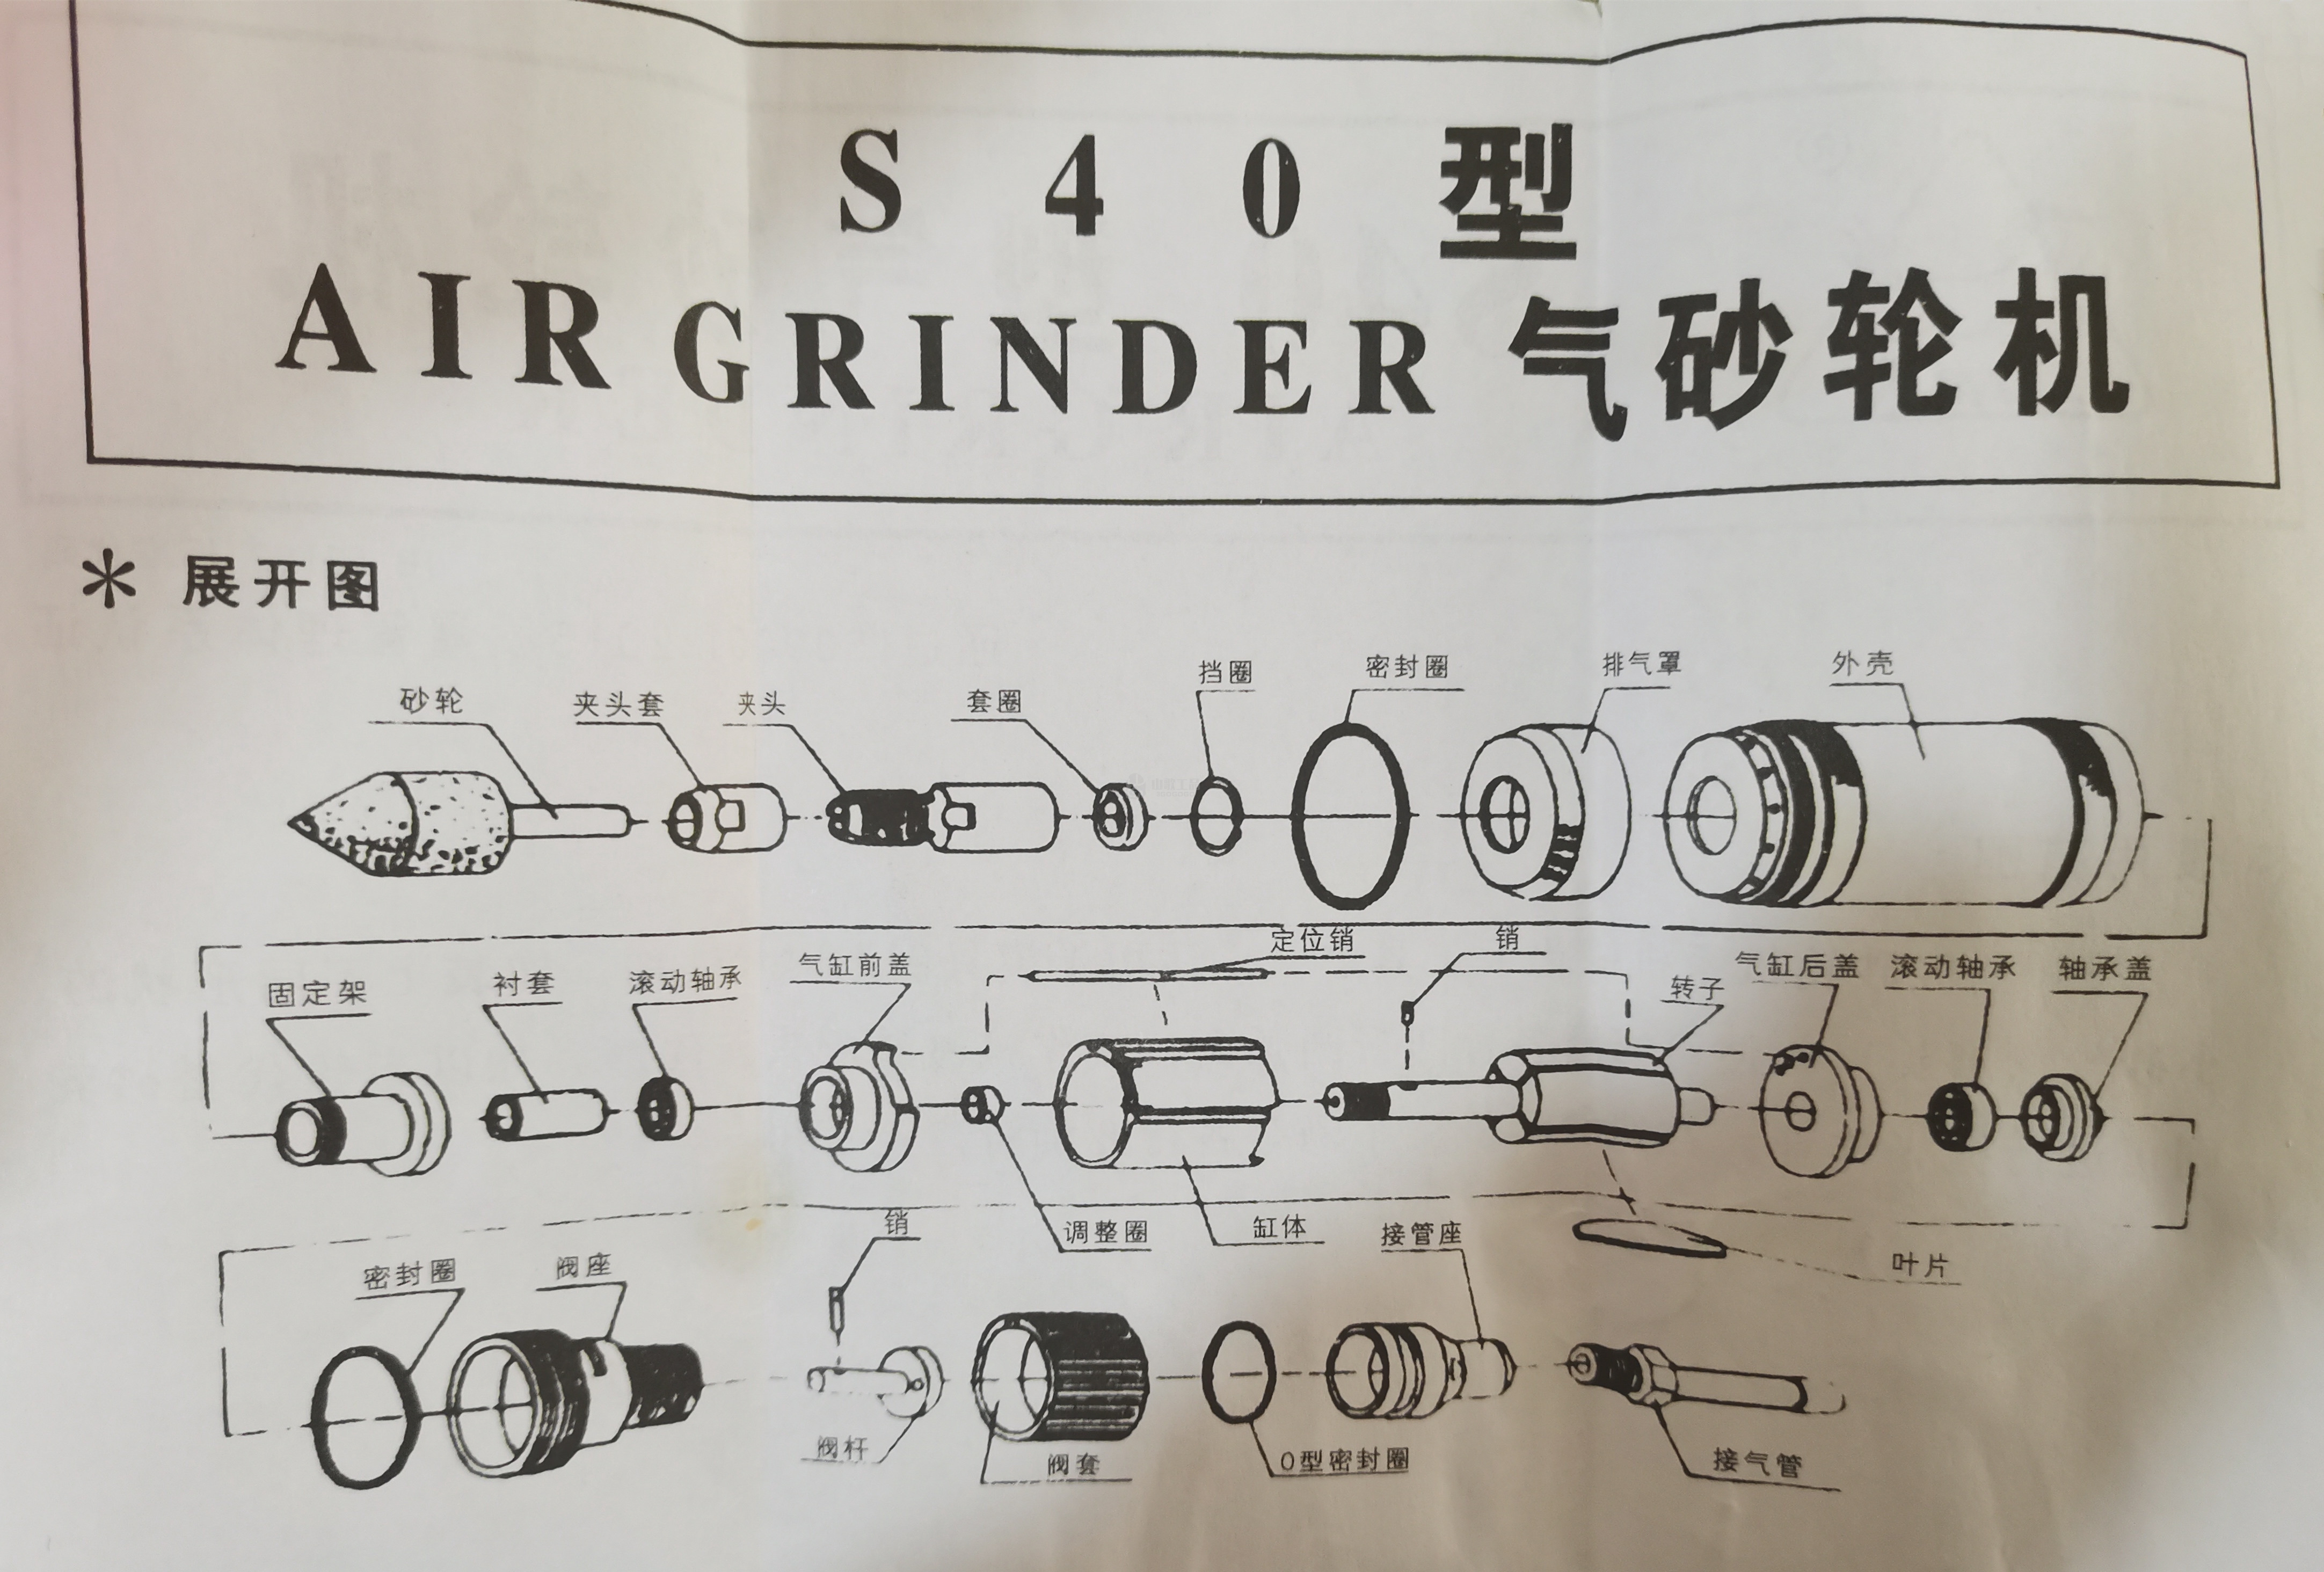 S40型
AIR GRINDER 气砂轮机
* 展开图
砂轮
夹头套
夹头
套圈
挡圈
密封圈
排气罩
外壳
固定架
衬套
滚动轴承
气缸前盖
定位销
销
转子
气缸后盖
滚动轴承
轴承盖
调整圈
缸体
叶片
密封圈
阀座
销
阀杆
阀套
O型密封圈
接管座
接气管